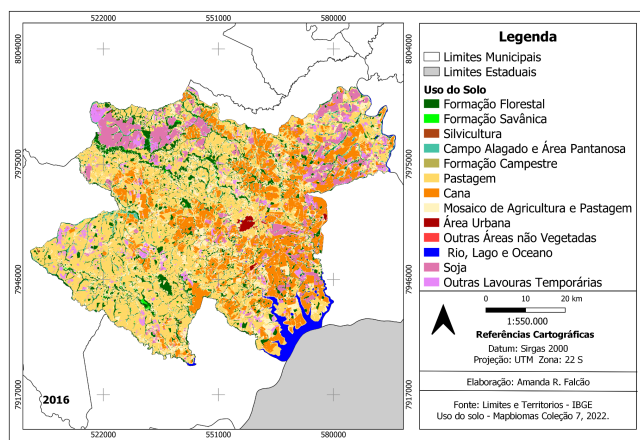 522000 551000 580000
8004000
8004000
7975000
7975000
7946000
7946000
7917000
7917000
2016
522000 551000 580000
Legenda
Limites Municipais
Limites Estaduais
Uso do Solo
Formação Florestal
Formação Savânica
Silvicultura
Campo Alagado e Área Pantanosa
Formação Campestre
Pastagem
Cana
Mosaico de Agricultura e Pastagem
Área Urbana
Outras Áreas não Vegetadas
Rio, Lago e Oceano
Soja
Outras Lavouras Temporárias
0 10 20 km
1:550.000
Referências Cartográficas
Datum: Sirgas 2000
Projeção: UTM Zona: 22 S
Elaboração: Amanda R. Falcão
Fonte: Limites e Territorios - IBGE
Uso do solo - Mapbiomas Coleção 7, 2022.